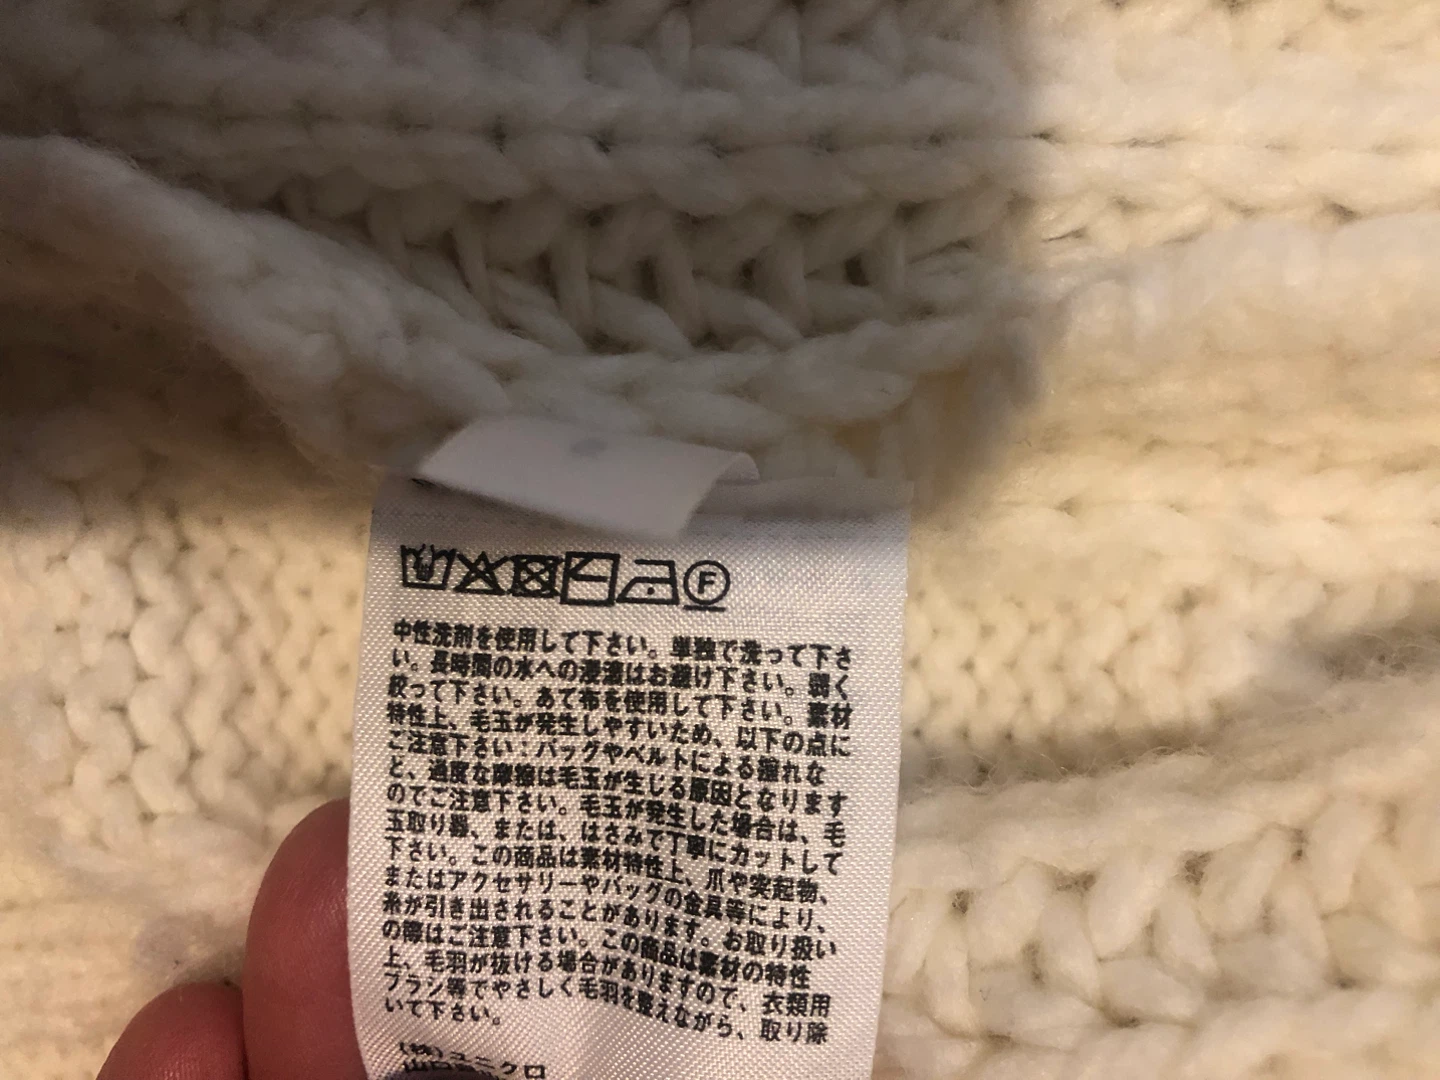 F
中性洗剤を使用して下さい。単独で洗って下さ
い。長時間の水への浸漬はお避け下さい。弱く
絞って下さい。あて布を使用して下さい。素材
特性上、毛玉が発生しやすいため、以下の点に
ご注意下さい：バッグやベルトによる擦れな
ど、過度な摩擦は毛玉が生じる原因となります
のでご注意下さい。毛玉が発生した場合は、毛
玉取り器、または、はさみで丁寧にカットして
下さい。この商品は素材特性上、爪や突起物、
またはアクセサリーやバッグの金具等により、
糸が引き出されることがあります。お取り扱い
の際はご注意下さい。この商品は素材の特性
上、毛羽が抜ける場合がありますので、衣類用
ブラシ等でやさしく毛羽を整えながら、取り除
いて下さい。
(株)ユニクロ
山口